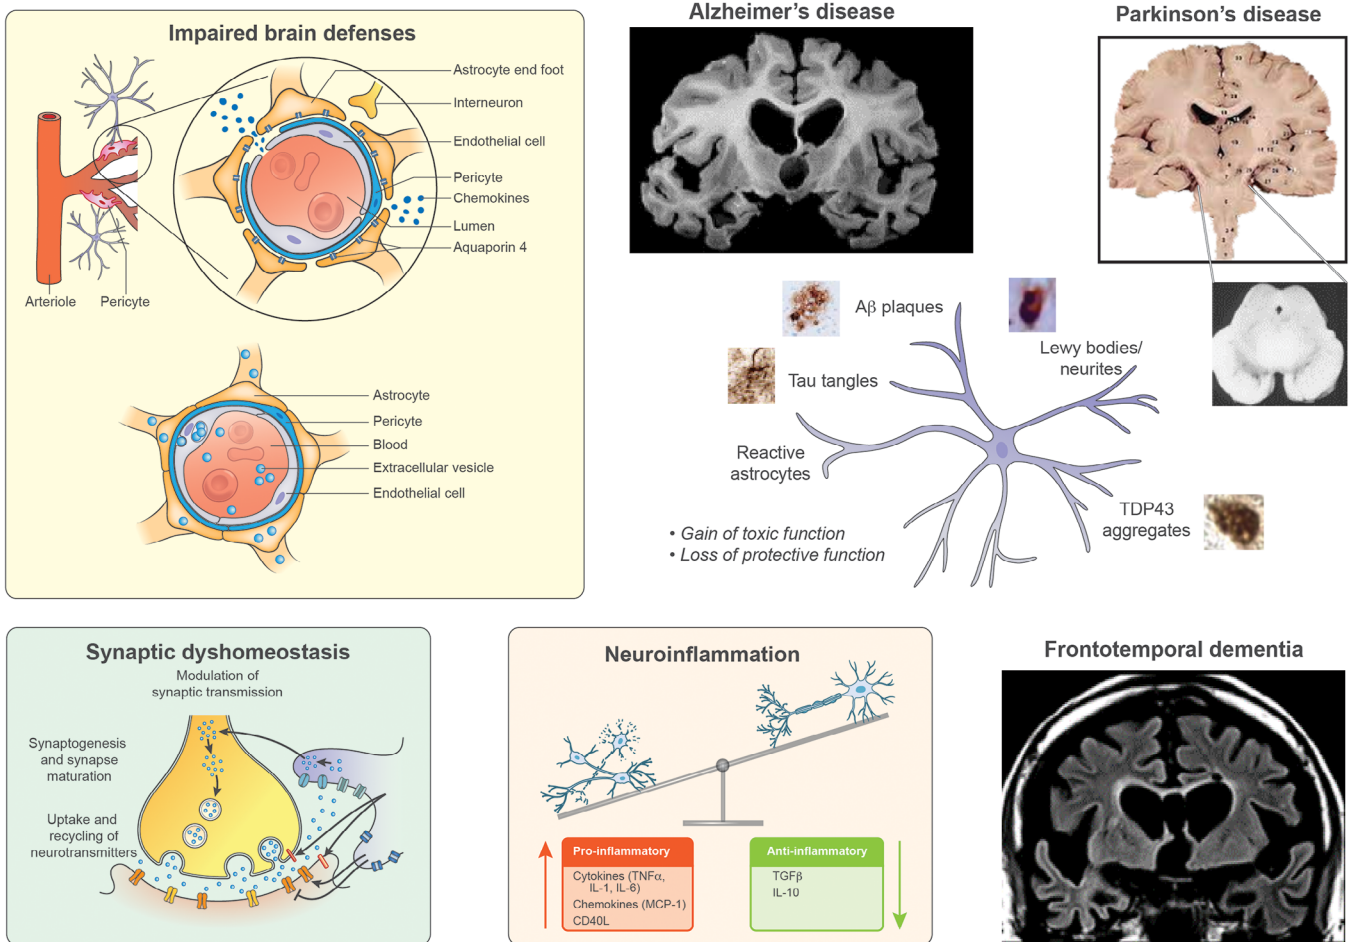 Impaired brain defenses
Astrocyte end foot
Interneuron
Endothelial cell
Pericyte
Chemokines
Lumen
Aquaporin 4
Arteriole
Pericyte
Astrocyte
Pericyte
Blood
Extracellular vesicle
Endothelial cell
Alzheimer's disease
Parkinson's disease
Aβ plaques
Lewy bodies/
neurites
Tau tangles
Reactive
astrocytes
TDP43
aggregates
• Gain of toxic function
• Loss of protective function
Synaptic dyshomeostasis
Modulation of
synaptic transmission
Synaptogenesis
and synapse
maturation
Uptake and
recycling of
neurotransmitters
Neuroinflammation
Pro-inflammatory
Cytokines (TNFα,
IL-1, IL-6)
Chemokines (MCP-1)
CD40L
Anti-inflammatory
TGFβ
IL-10
Frontotemporal dementia